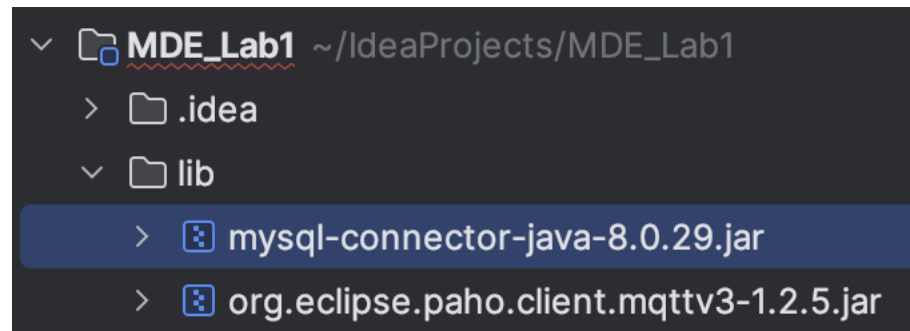 MDE_Lab1 ~/IdeaProjects/MDE_Lab1
.idea
lib
mysql-connector-java-8.0.29.jar
org.eclipse.paho.client.mqttv3-1.2.5.jar